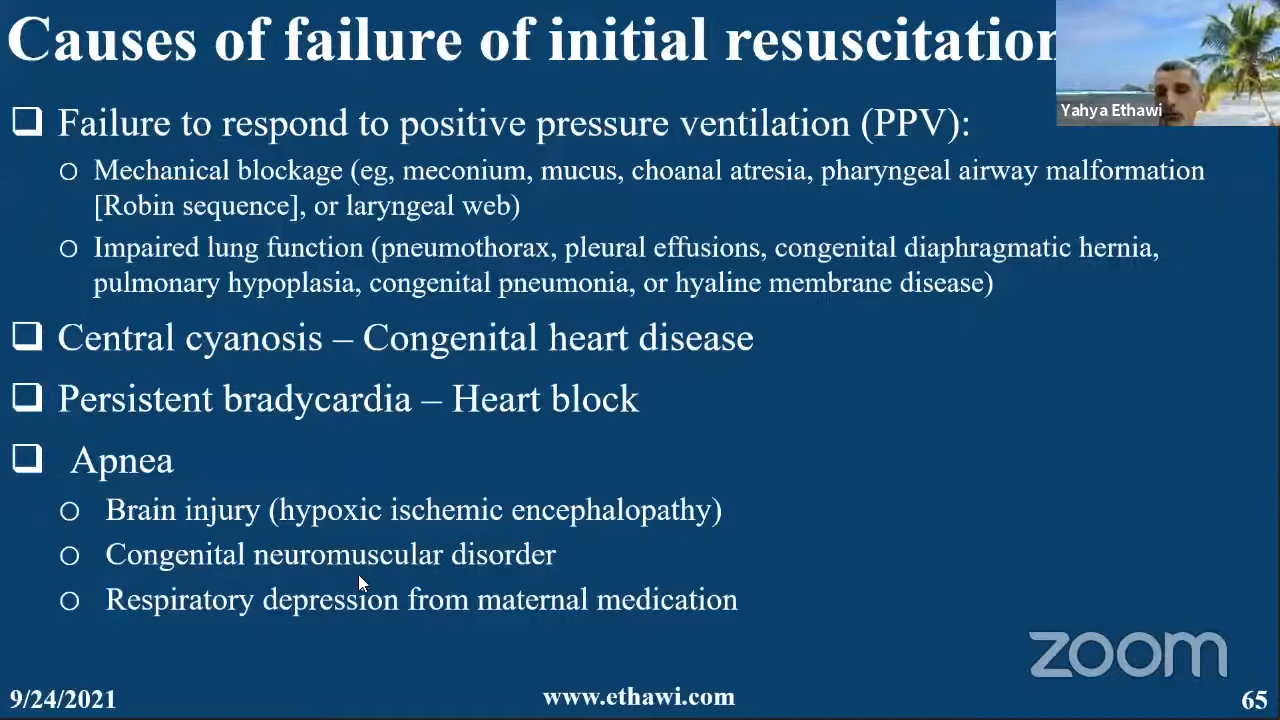 Causes of failure of initial resuscitation
Yahya Ethawi
❑ Failure to respond to positive pressure ventilation (PPV):
o Mechanical blockage (eg, meconium, mucus, choanal atresia, pharyngeal airway malformation
[Robin sequence], or laryngeal web)
o Impaired lung function (pneumothorax, pleural effusions, congenital diaphragmatic hernia,
pulmonary hypoplasia, congenital pneumonia, or hyaline membrane disease)
❑ Central cyanosis – Congenital heart disease
❑ Persistent bradycardia – Heart block
❑ Apnea
o Brain injury (hypoxic ischemic encephalopathy)
o Congenital neuromuscular disorder
o Respiratory depression from maternal medication
zoom
9/24/2021
www.ethawi.com
65